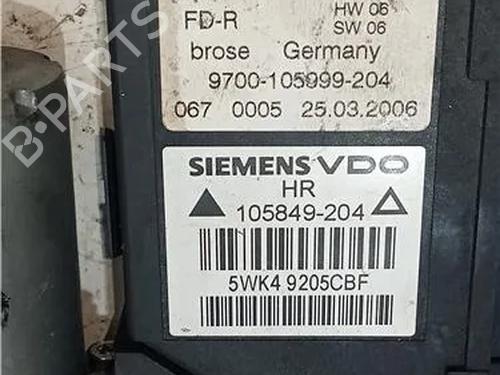 HW 06
FD-R SW 06
brose Germany
9700-105999-204
067 0005 25.03.2006
SIEMENS VDO
HR
105849-204
5WK4 9205CBF
B-PARTS